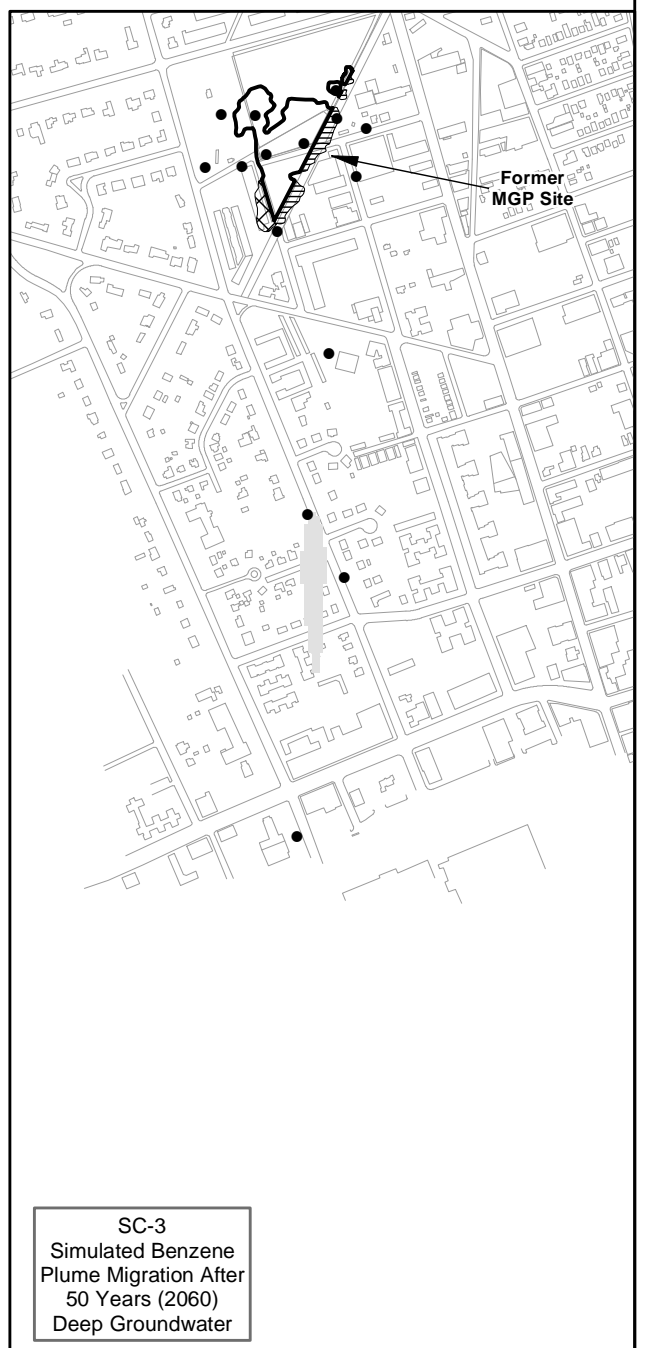 Former
MGP Site
SC-3
Simulated Benzene
Plume Migration After
50 Years (2060)
Deep Groundwater